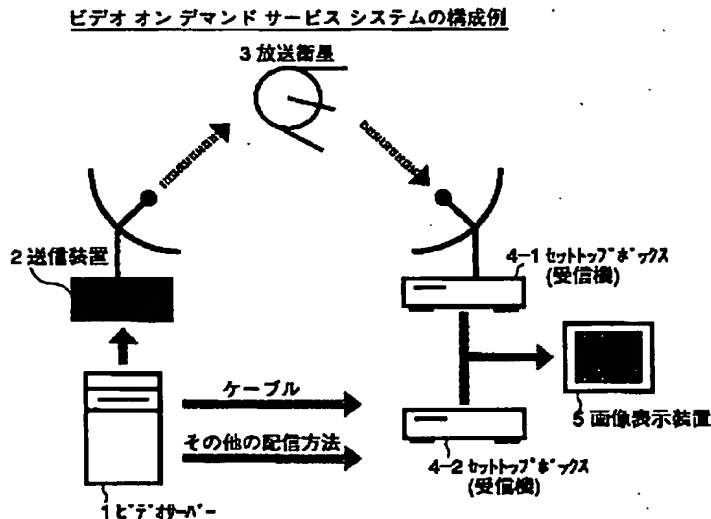 ビデオ オン デマンド サービス システムの構成例
3 放送衛星
2 送信装置
4-1 ｾｯﾄﾄｯﾌﾟﾎﾞｯｸｽ
(受信機)
ケーブル
その他の配信方法
5 画像表示装置
4-2 ｾｯﾄﾄｯﾌﾟﾎﾞｯｸｽ
(受信機)
1 ﾋﾞﾃﾞｵｻｰﾊﾞｰ